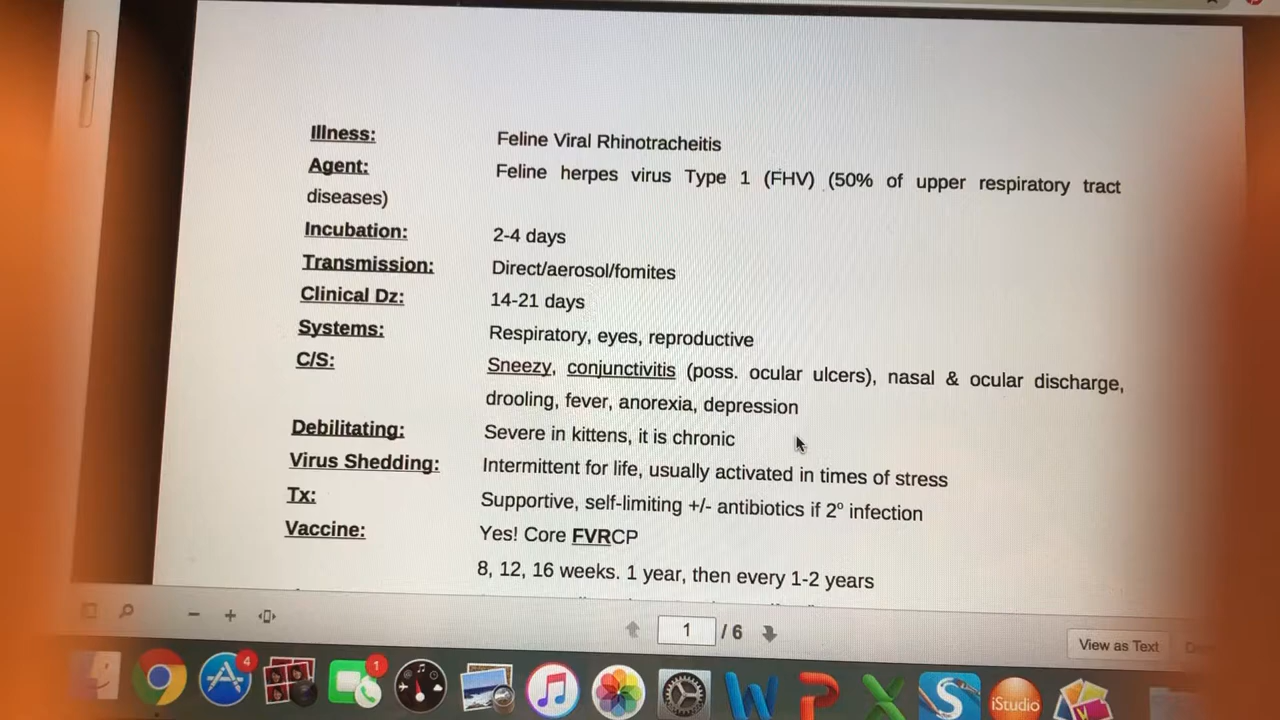 Illness: Feline Viral Rhinotracheitis
Agent: Feline herpes virus Type 1 (FHV) (50% of upper respiratory tract
diseases)
Incubation: 2-4 days
Transmission: Direct/aerosol/fomites
Clinical Dz: 14-21 days
Systems: Respiratory, eyes, reproductive
C/S: Sneezy, conjunctivitis (poss. ocular ulcers), nasal & ocular discharge,
drooling, fever, anorexia, depression
Debilitating: Severe in kittens, it is chronic
Virus Shedding: Intermittent for life, usually activated in times of stress
Tx: Supportive, self-limiting +/- antibiotics if 2º infection
Vaccine: Yes! Core FVRCP
8, 12, 16 weeks. 1 year, then every 1-2 years
1 / 6
View as Text
4
1
iStudio